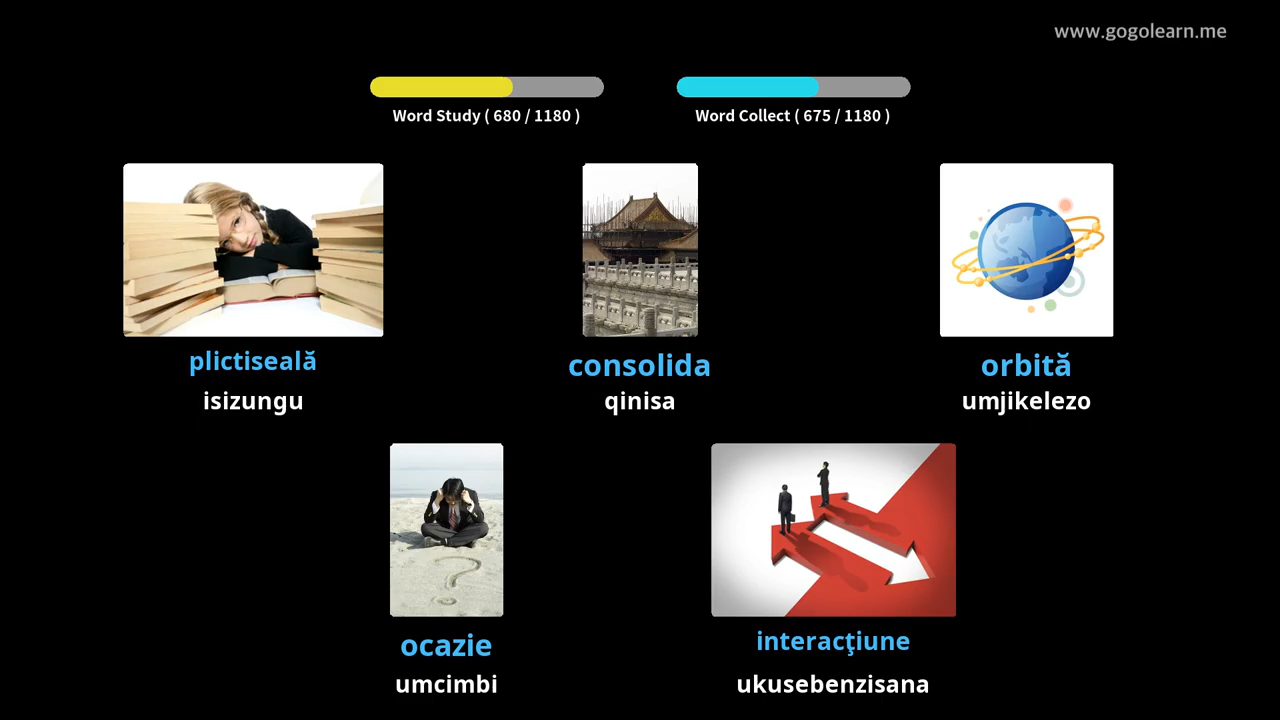 www.gogolearn.me
Word Study ( 680 / 1180 )
Word Collect ( 675 / 1180 )
plictiseală
consolida
orbită
isizungu
qinisa
umjikelezo
?
ocazie
interacţiune
umcimbi
ukusebenzisana